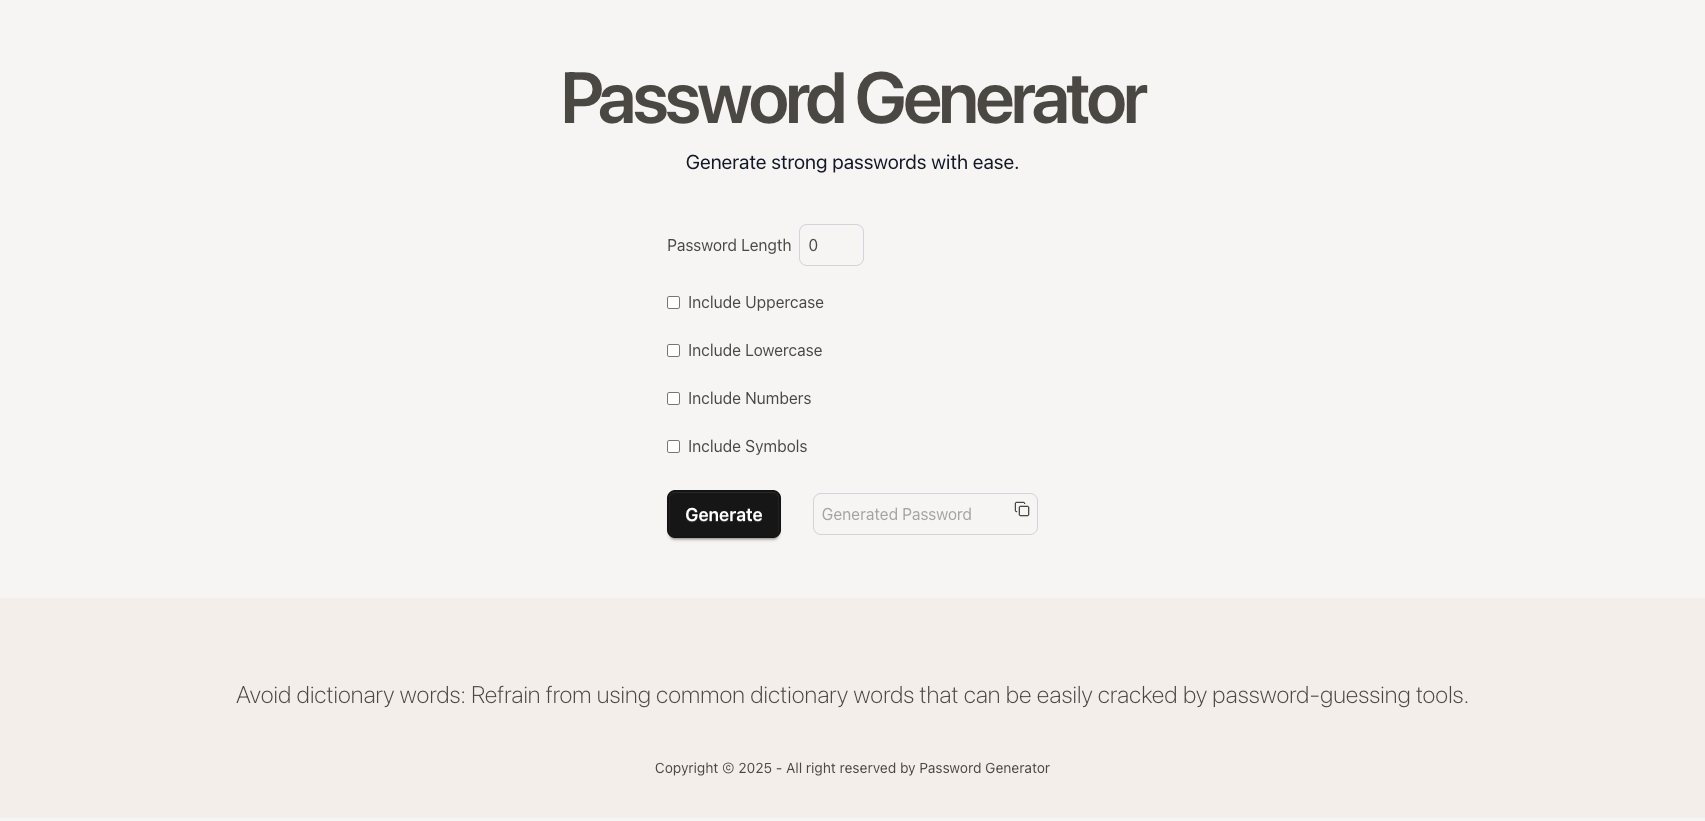 Password Generator
Generate strong passwords with ease.
Password Length 0
Include Uppercase
Include Lowercase
Include Numbers
Include Symbols
Generate Generated Password
Avoid dictionary words: Refrain from using common dictionary words that can be easily cracked by password-guessing tools.
Copyright © 2025 - All right reserved by Password Generator